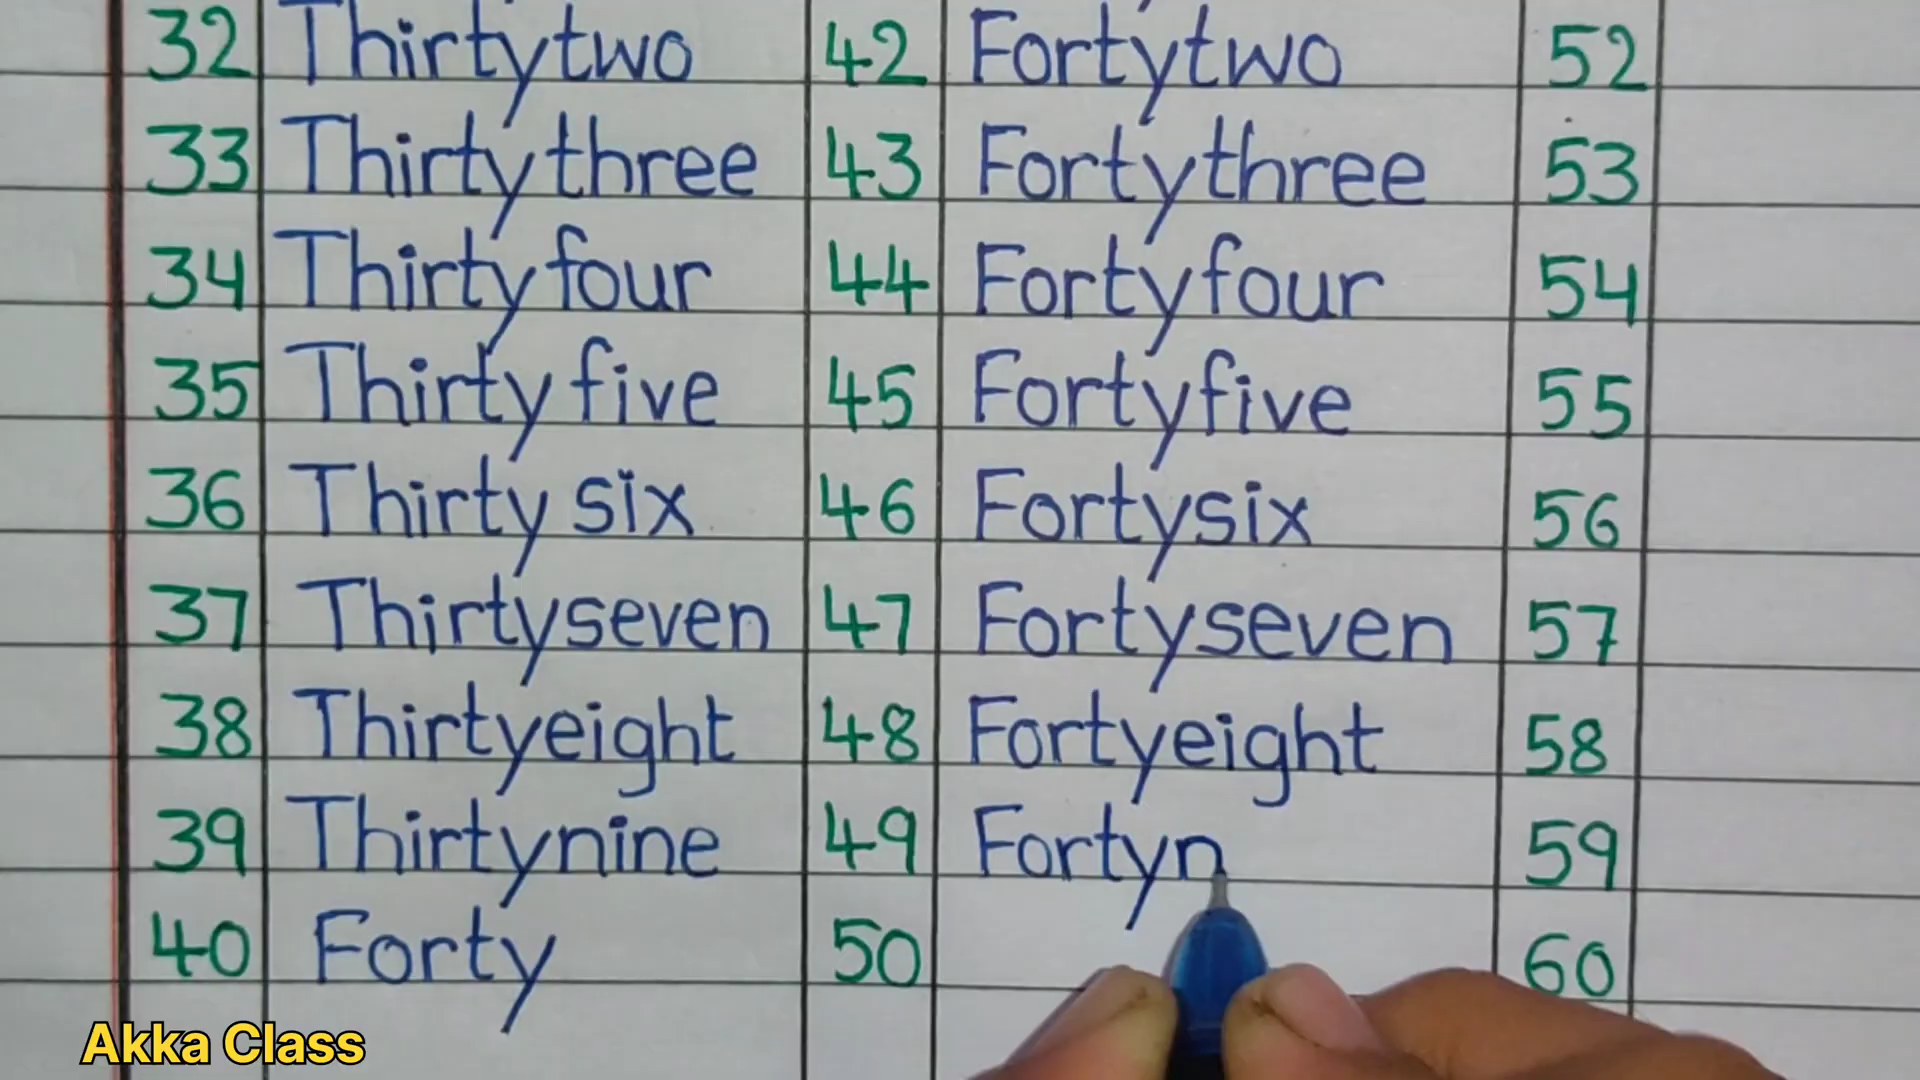 32 Thirtytwo 42 Fortytwo 52
33 Thirtythree 43 Fortythree 53
34 Thirtyfour 44 Fortyfour 54
35 Thirtyfive 45 Fortyfive 55
36 Thirty six 46 Fortysix 56
37 Thirtyseven 47 Fortyseven 57
38 Thirtyeight 48 Fortyeight 58
39 Thirtynine 49 Fortyn 59
40 Forty 50 60
Akka Class